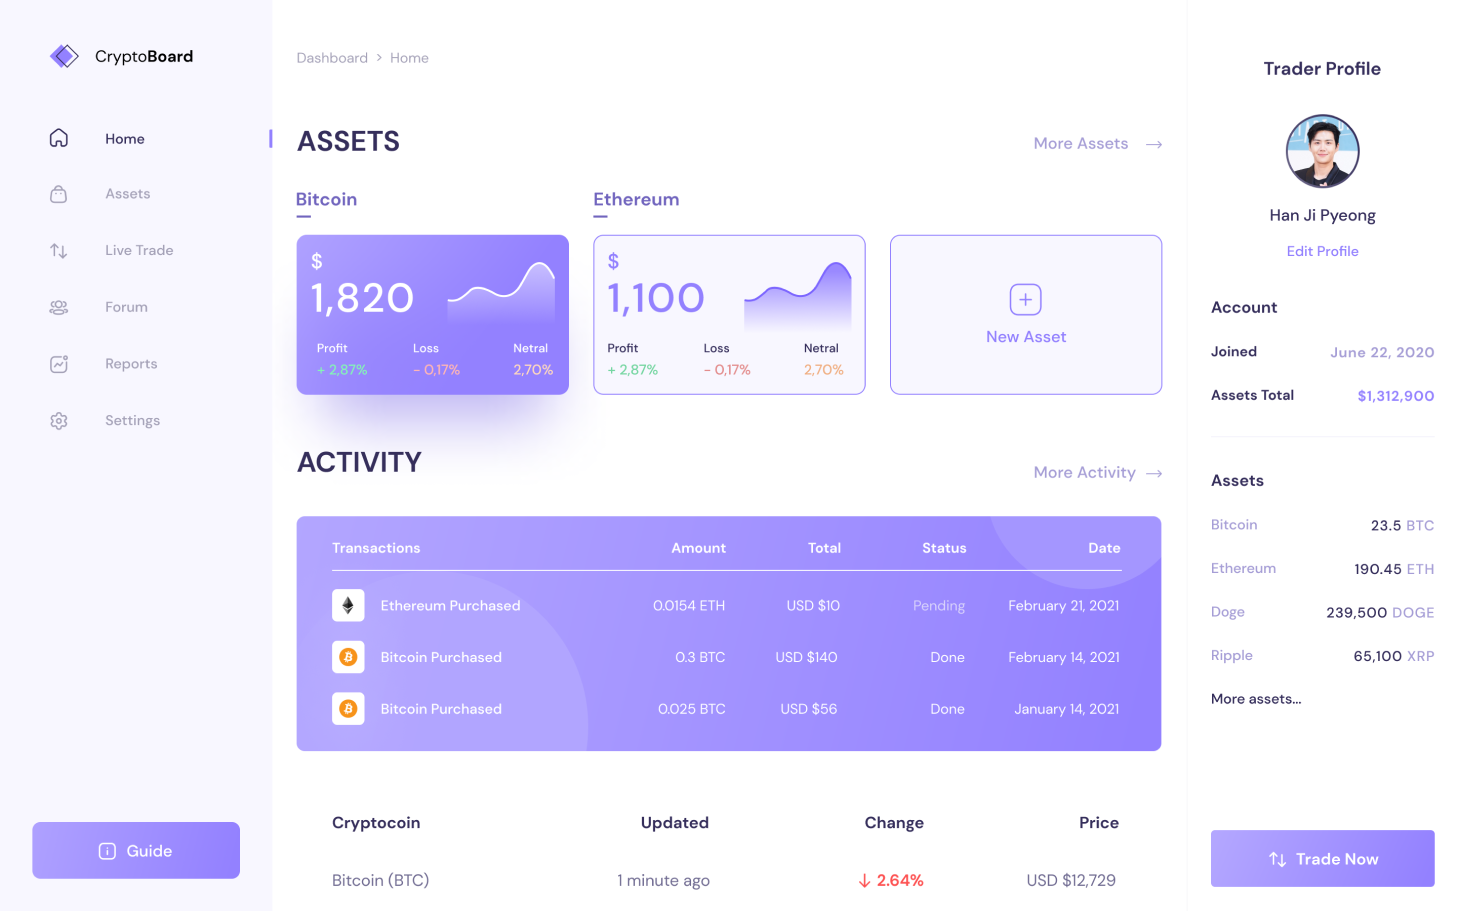 CryptoBoard
Home
Assets
Live Trade
Forum
Reports
Settings
Guide
Dashboard > Home
ASSETS
More Assets →
Bitcoin
$
1,820
Profit Loss Netral
+ 2,87% - 0,17% 2,70%
Ethereum
$
1,100
Profit Loss Netral
+ 2,87% - 0,17% 2,70%
New Asset
ACTIVITY
More Activity →
Transactions Amount Total Status Date
Ethereum Purchased 0.0154 ETH USD $10 Pending February 21, 2021
Bitcoin Purchased 0.3 BTC USD $140 Done February 14, 2021
Bitcoin Purchased 0.025 BTC USD $56 Done January 14, 2021
Cryptocoin Updated Change Price
Bitcoin (BTC) 1 minute ago ↓ 2.64% USD $12,729
Trader Profile
Han Ji Pyeong
Edit Profile
Account
Joined June 22, 2020
Assets Total $1,312,900
Assets
Bitcoin 23.5 BTC
Ethereum 190.45 ETH
Doge 239,500 DOGE
Ripple 65,100 XRP
More assets...
Trade Now